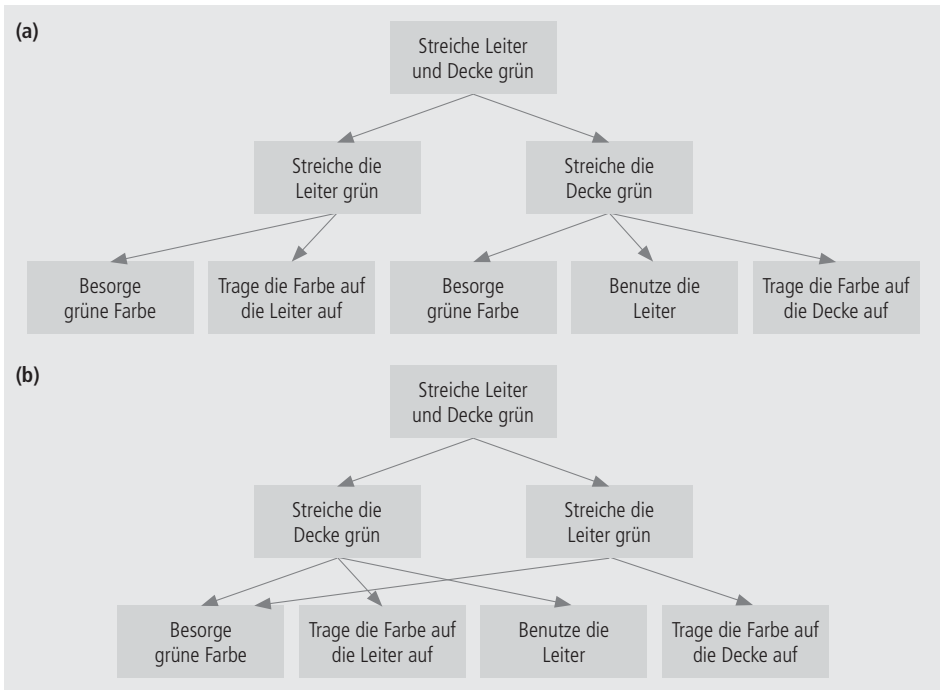 (a)
Streiche Leiter
und Decke grün
Streiche die
Leiter grün
Streiche die
Decke grün
Besorge
grüne Farbe
Trage die Farbe auf
die Leiter auf
Besorge
grüne Farbe
Benutze die
Leiter
Trage die Farbe auf
die Decke auf
(b)
Streiche Leiter
und Decke grün
Streiche die
Decke grün
Streiche die
Leiter grün
Besorge
grüne Farbe
Trage die Farbe auf
die Leiter auf
Benutze die
Leiter
Trage die Farbe auf
die Decke auf